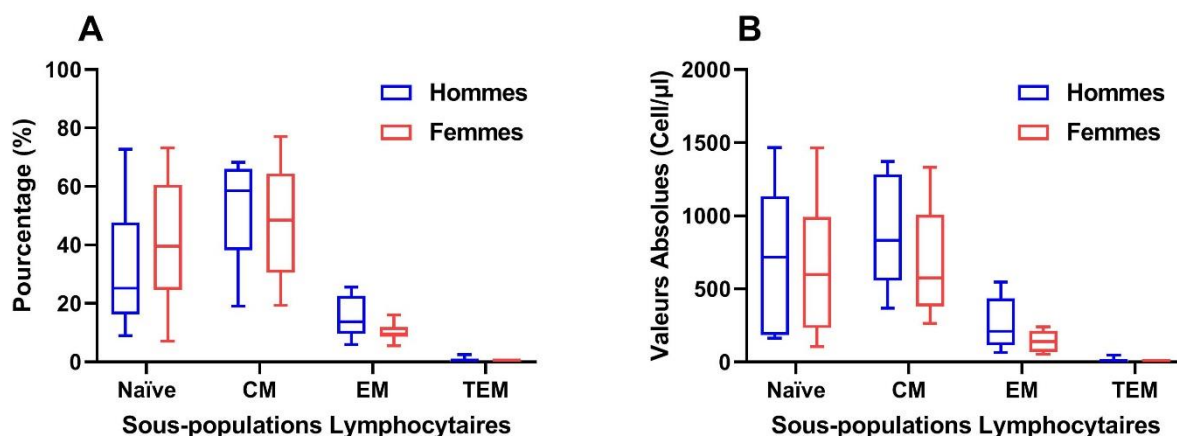 A
Pourcentage (%)
100
80
60
40
20
0
Hommes
Femmes
Naïve CM EM TEM
Sous-populations Lymphocytaires
B
Valeurs Absolues (Cell/µl)
2000
1500
1000
500
0
Hommes
Femmes
Naïve CM EM TEM
Sous-populations Lymphocytaires